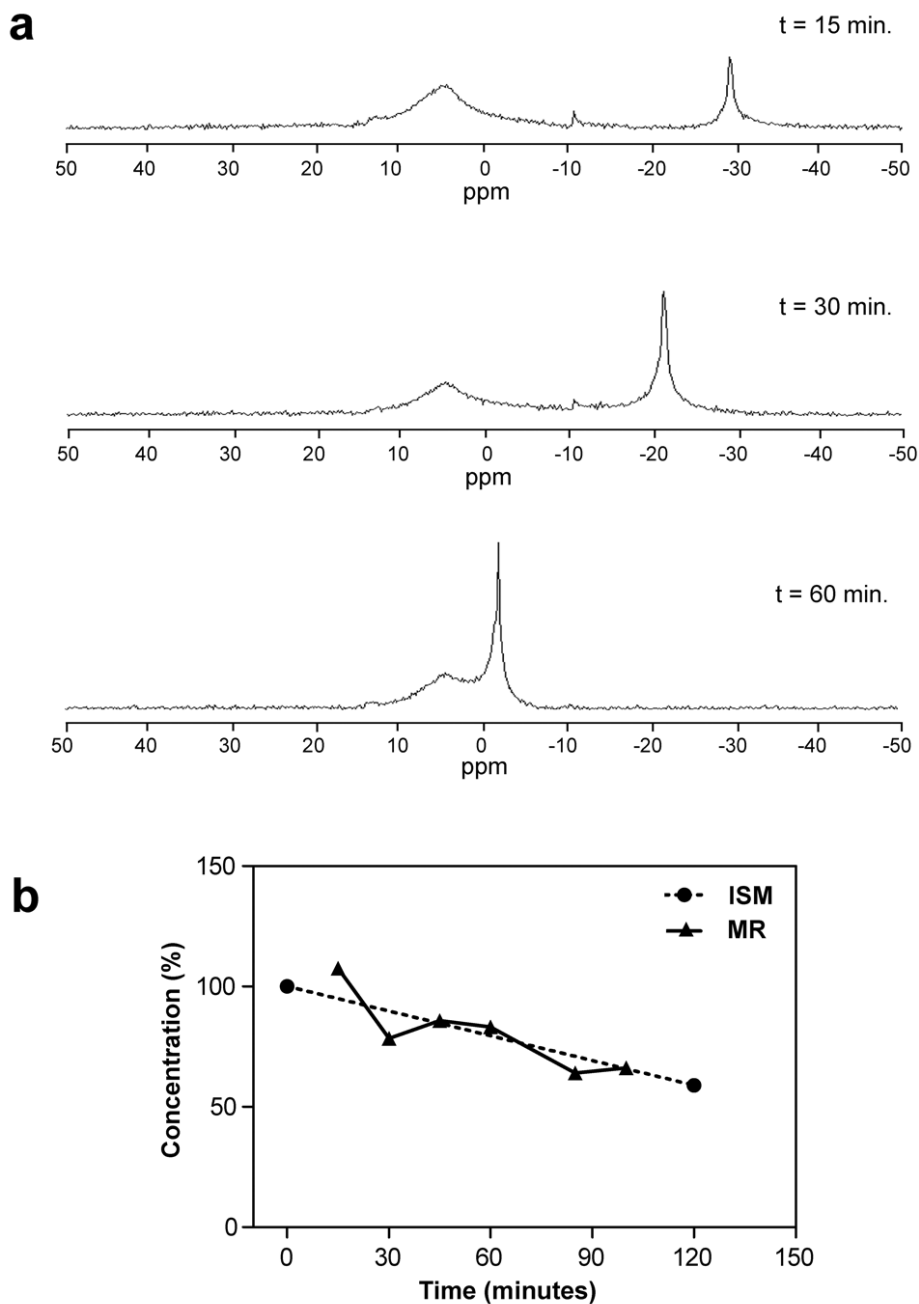 a
t = 15 min.
50 40 30 20 10 0 -10 -20 -30 -40 -50
ppm
t = 30 min.
50 40 30 20 10 0 -10 -20 -30 -40 -50
ppm
t = 60 min.
50 40 30 20 10 0 -10 -20 -30 -40 -50
ppm
b
150
100
50
0
Concentration (%)
ISM
MR
0 30 60 90 120 150
Time (minutes)